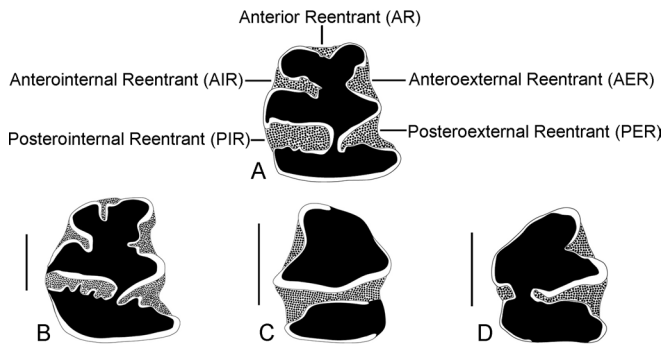 Anterior Reentrant (AR)
Anterointernal Reentrant (AIR)
Anteroexternal Reentrant (AER)
Posterointernal Reentrant (PIR)
Posteroexternal Reentrant (PER)
A
B
C
D